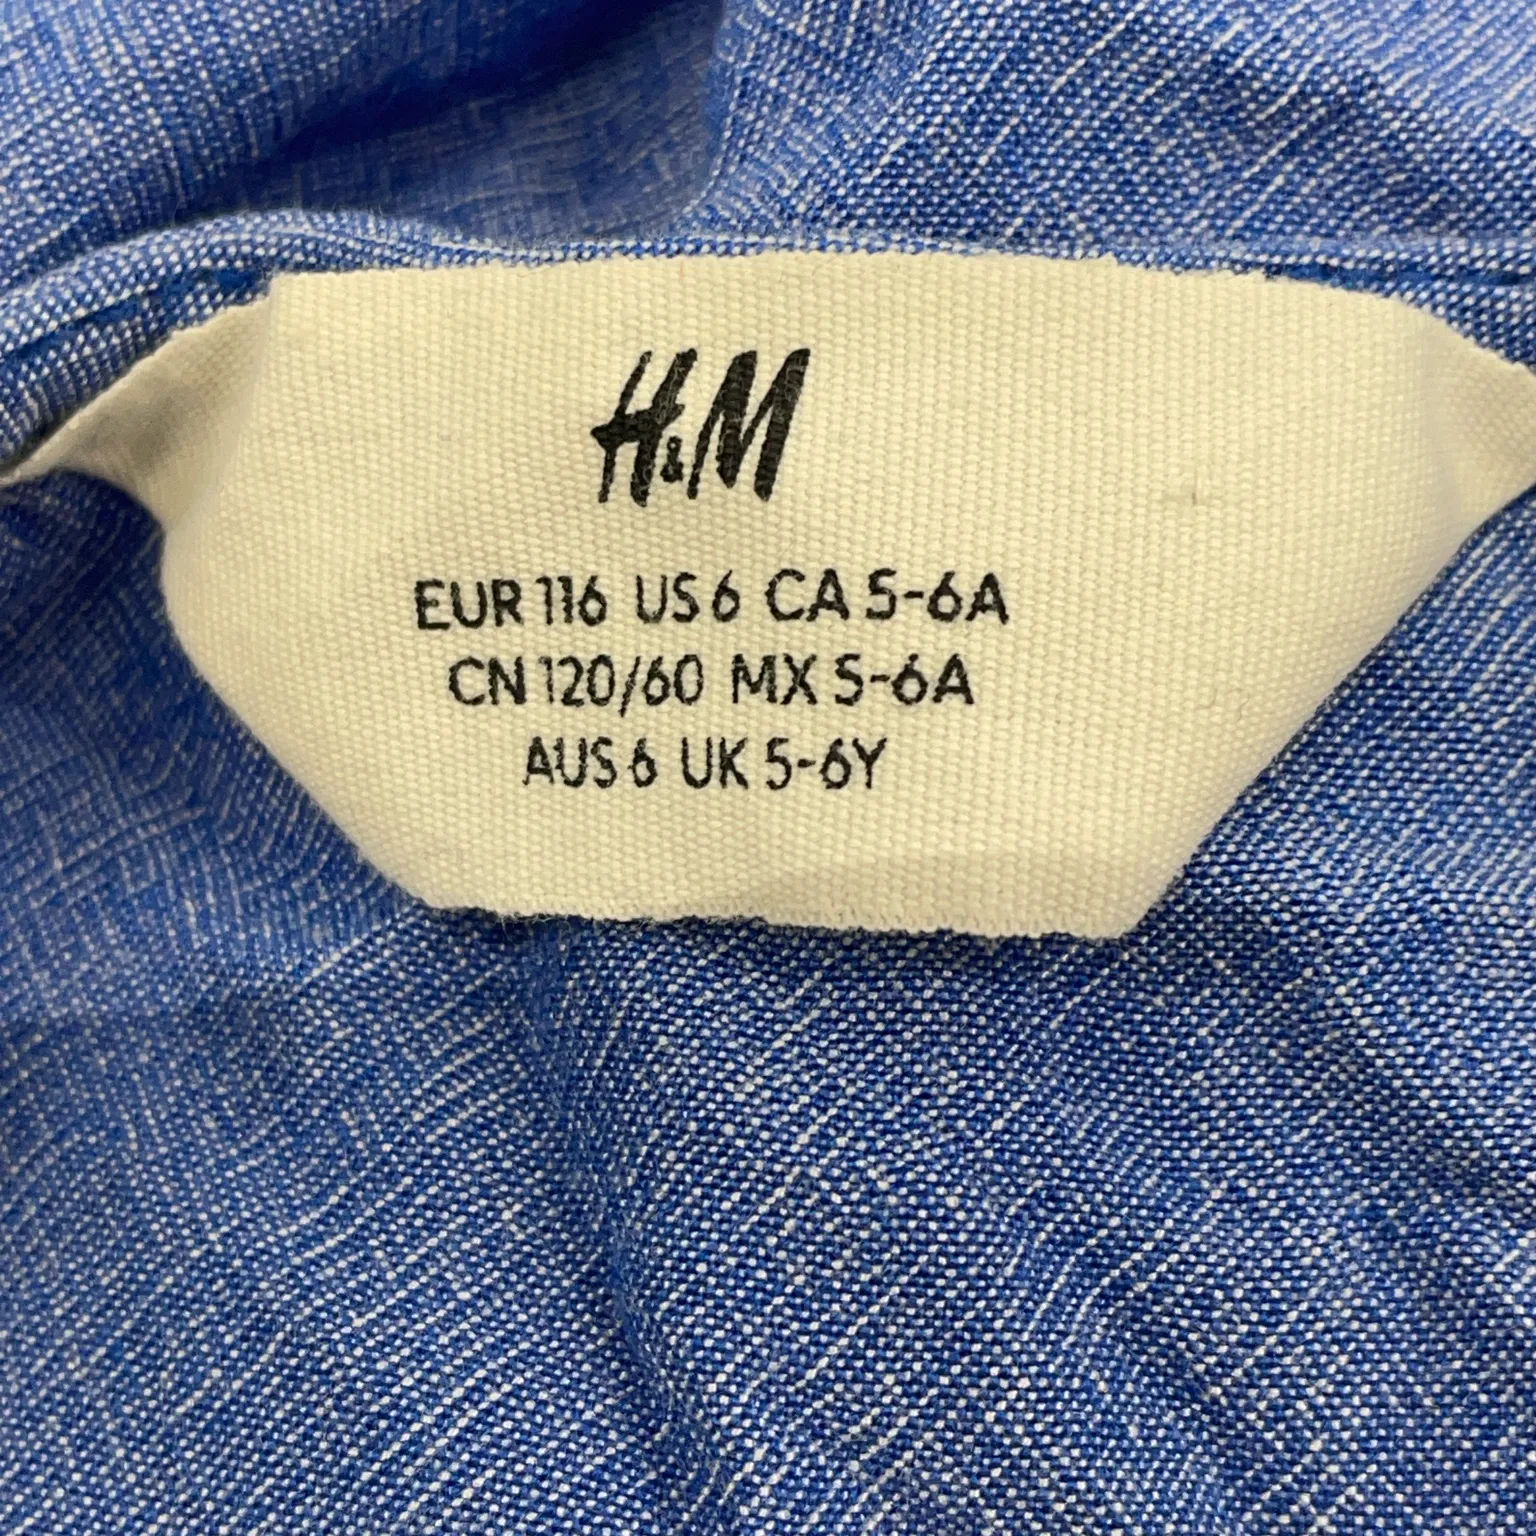 H&M
EUR 116 US 6 CA 5-6A
CN 120/60 MX 5-6A
AUS 6 UK 5-6Y